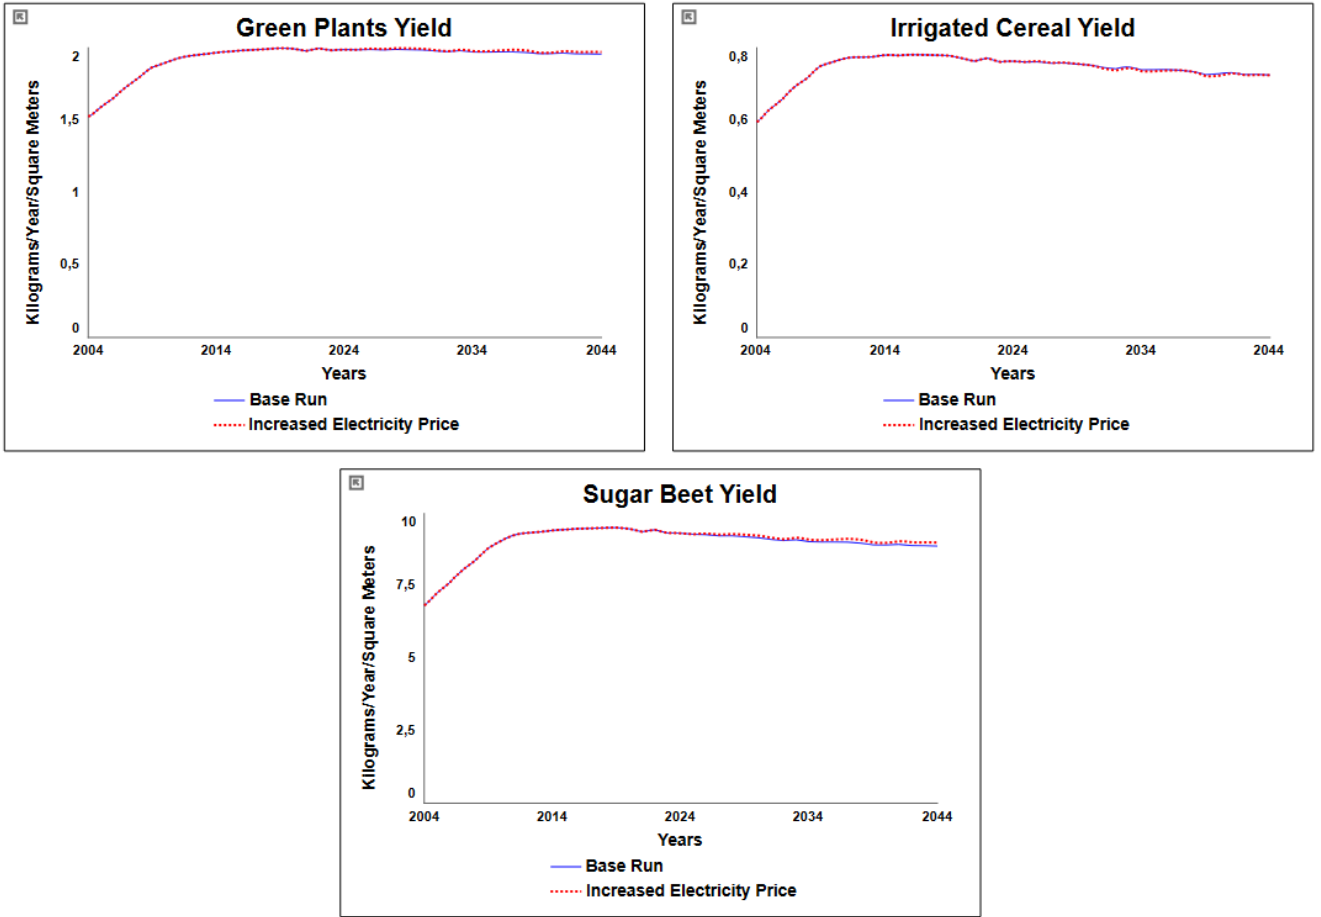 Green Plants Yield
Kilograms/Year/Square Meters
2
1,5
1
0,5
0
2004 2014 2024 2034 2044
Years
Base Run
Increased Electricity Price
Irrigated Cereal Yield
Kilograms/Year/Square Meters
0,8
0,6
0,4
0,2
0
2004 2014 2024 2034 2044
Years
Base Run
Increased Electricity Price
Sugar Beet Yield
Kilograms/Year/Square Meters
10
7,5
5
2,5
0
2004 2014 2024 2034 2044
Years
Base Run
Increased Electricity Price